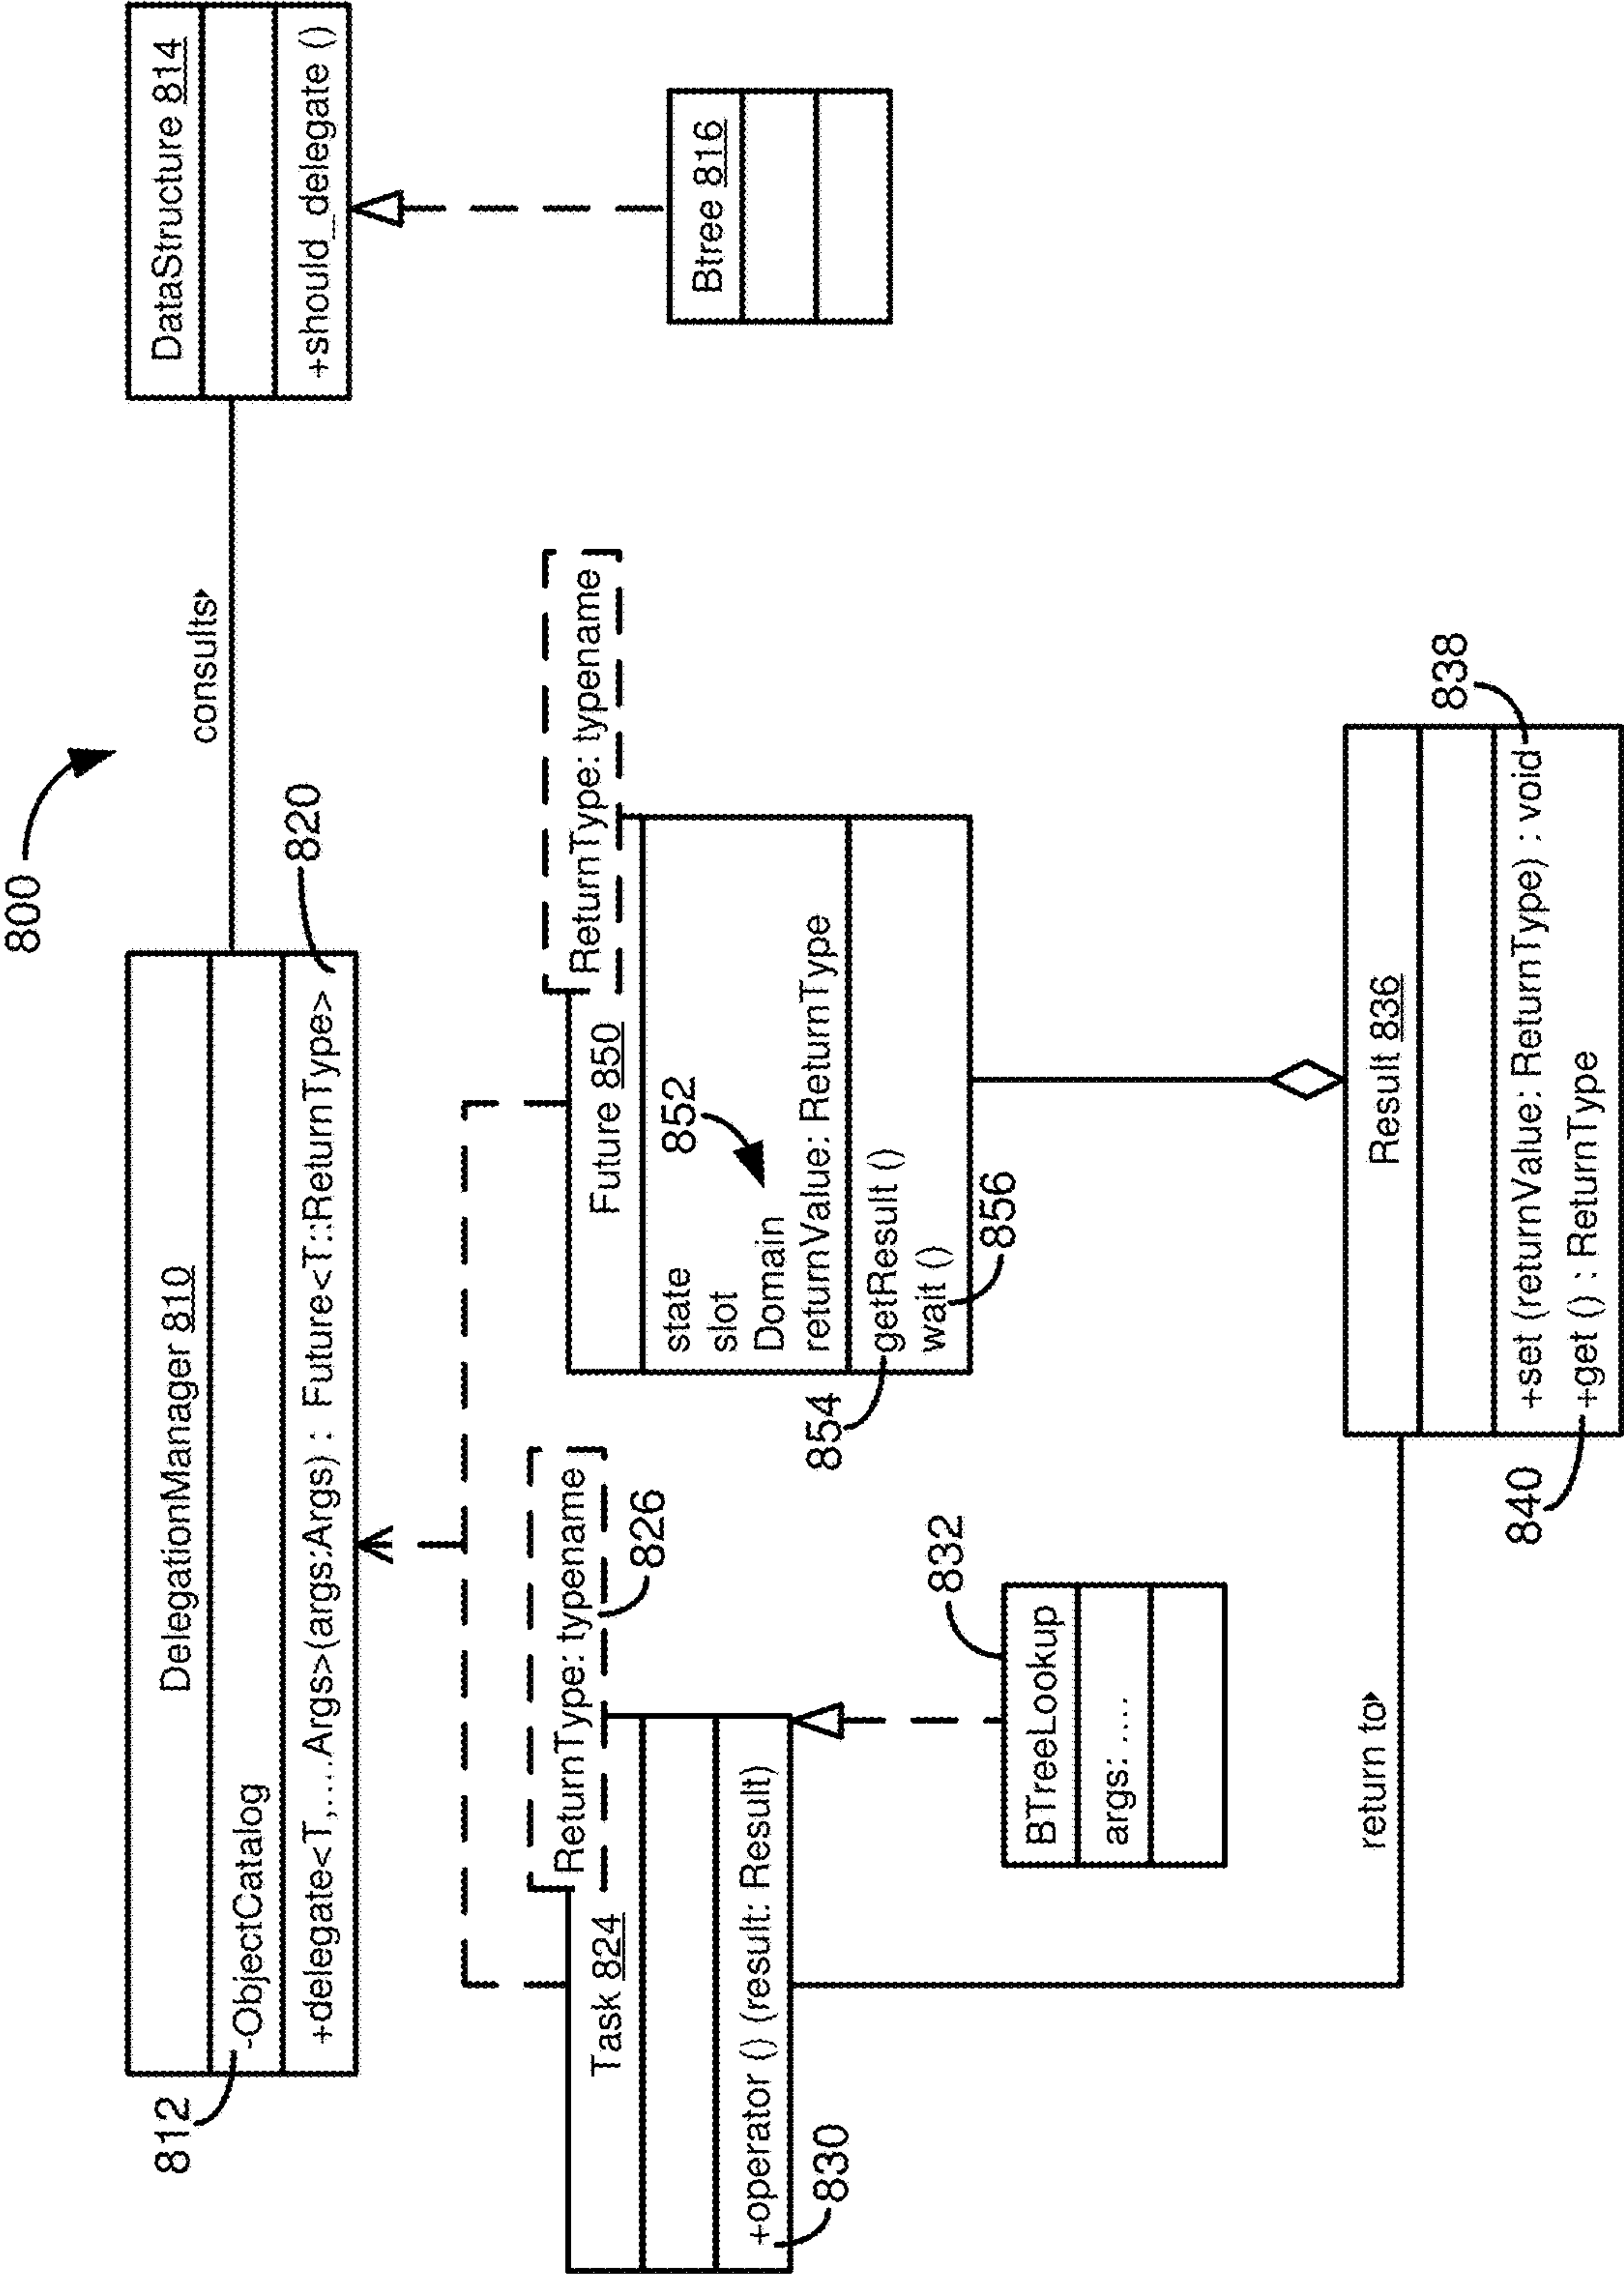 800
DelegationManager 810
812
-ObjectCatalog
+delegate<T,....Args>(args:Args) : Future<T::ReturnType>
820
consults
DataStructure 814
+should_delegate ()
Btree 816
Task 824
ReturnType: typename
826
+operator () (result: Result)
830
BTreeLookup
args: ....
832
Future 850
ReturnType: typename
state
slot
Domain
returnValue: ReturnType
852
getResult ()
wait ()
854
856
return to
Result 836
+set (returnValue: ReturnType) : void
+get () : ReturnType
838
840